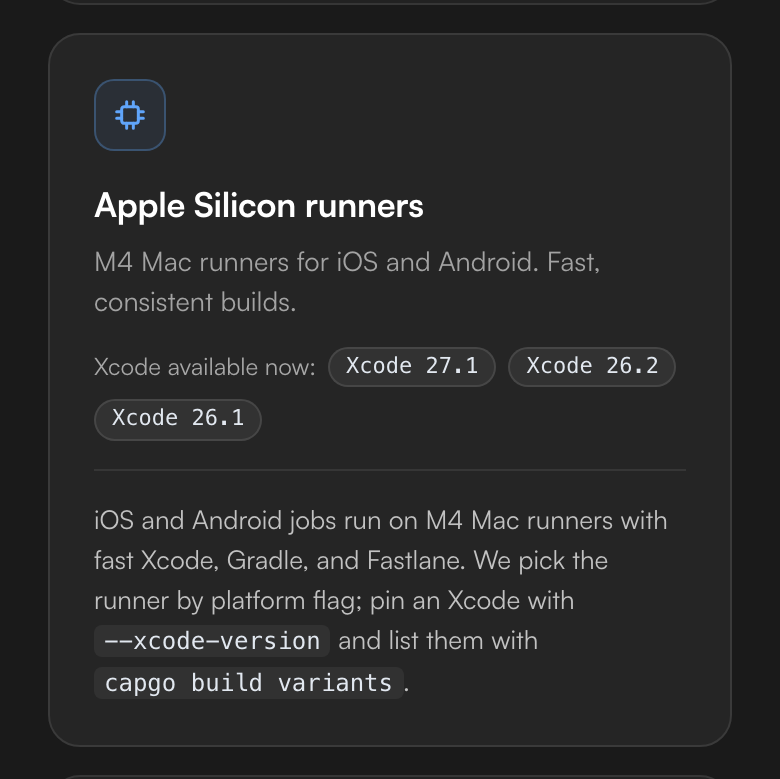 Apple Silicon runners
M4 Mac runners for iOS and Android. Fast,
consistent builds.
Xcode available now: Xcode 27.1 Xcode 26.2
Xcode 26.1
iOS and Android jobs run on M4 Mac runners with
fast Xcode, Gradle, and Fastlane. We pick the
runner by platform flag; pin an Xcode with
--xcode-version and list them with
capgo build variants.